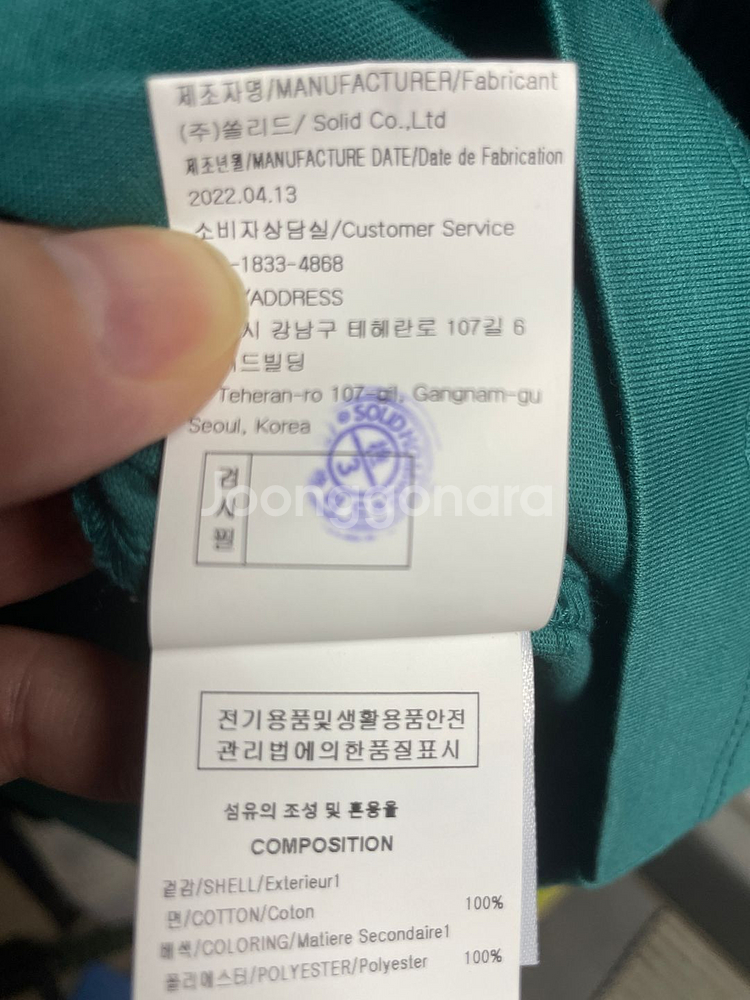 제조자명/MANUFACTURER/Fabricant
(주)쏠리드/ Solid Co.,Ltd
제조년월/MANUFACTURE DATE/Date de Fabrication
2022.04.13
소비자상담실/Customer Service
-1833-4868
/ADDRESS
시 강남구 테헤란로 107길 6
드빌딩
Teheran-ro 107-gil, Gangnam-gu
Seoul, Korea
SOLID
검사필
Joonggonara
전기용품및생활용품안전
관리법에의한품질표시
섬유의 조성 및 혼용율
COMPOSITION
겉감/SHELL/Exterieur1
면/COTTON/Coton 100%
배색/COLORING/Matiere Secondaire1
폴리에스터/POLYESTER/Polyester 100%